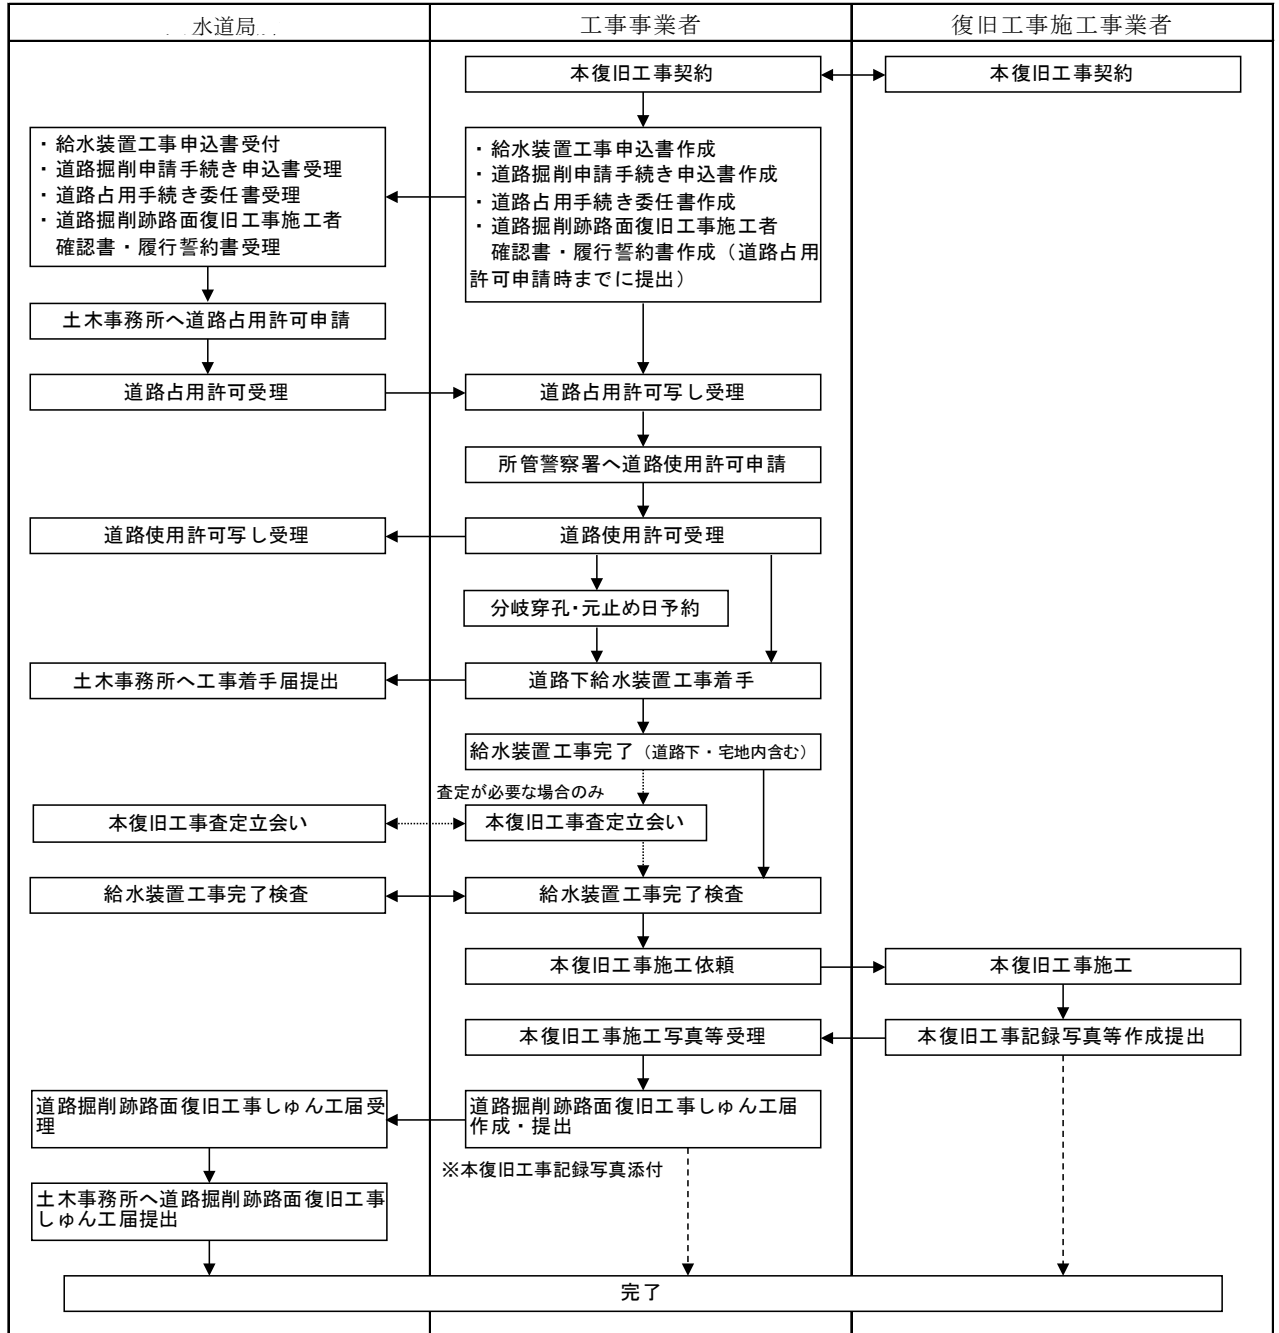 水道局
工事事業者
復旧工事施工事業者
本復旧工事契約
本復旧工事契約
・給水装置工事申込書受付
・道路掘削申請手続き申込書受理
・道路占用手続き委任書受理
・道路掘削跡路面復旧工事施工者
確認書・履行誓約書受理
・給水装置工事申込書作成
・道路掘削申請手続き申込書作成
・道路占用手続き委任書作成
・道路掘削跡路面復旧工事施工者
確認書・履行誓約書作成（道路占用
許可申請時までに提出）
土木事務所へ道路占用許可申請
道路占用許可受理
道路占用許可写し受理
所管警察署へ道路使用許可申請
道路使用許可写し受理
道路使用許可受理
分岐穿孔・元止め日予約
土木事務所へ工事着手届提出
道路下給水装置工事着手
給水装置工事完了（道路下・宅地内含む）
査定が必要な場合のみ
本復旧工事査定立会い
本復旧工事査定立会い
給水装置工事完了検査
給水装置工事完了検査
本復旧工事施工依頼
本復旧工事施工
本復旧工事施工写真等受理
本復旧工事記録写真等作成提出
道路掘削跡路面復旧工事しゅん工届受
理
道路掘削跡路面復旧工事しゅん工届
作成・提出
※本復旧工事記録写真添付
土木事務所へ道路掘削跡路面復旧工事
しゅん工届提出
完了